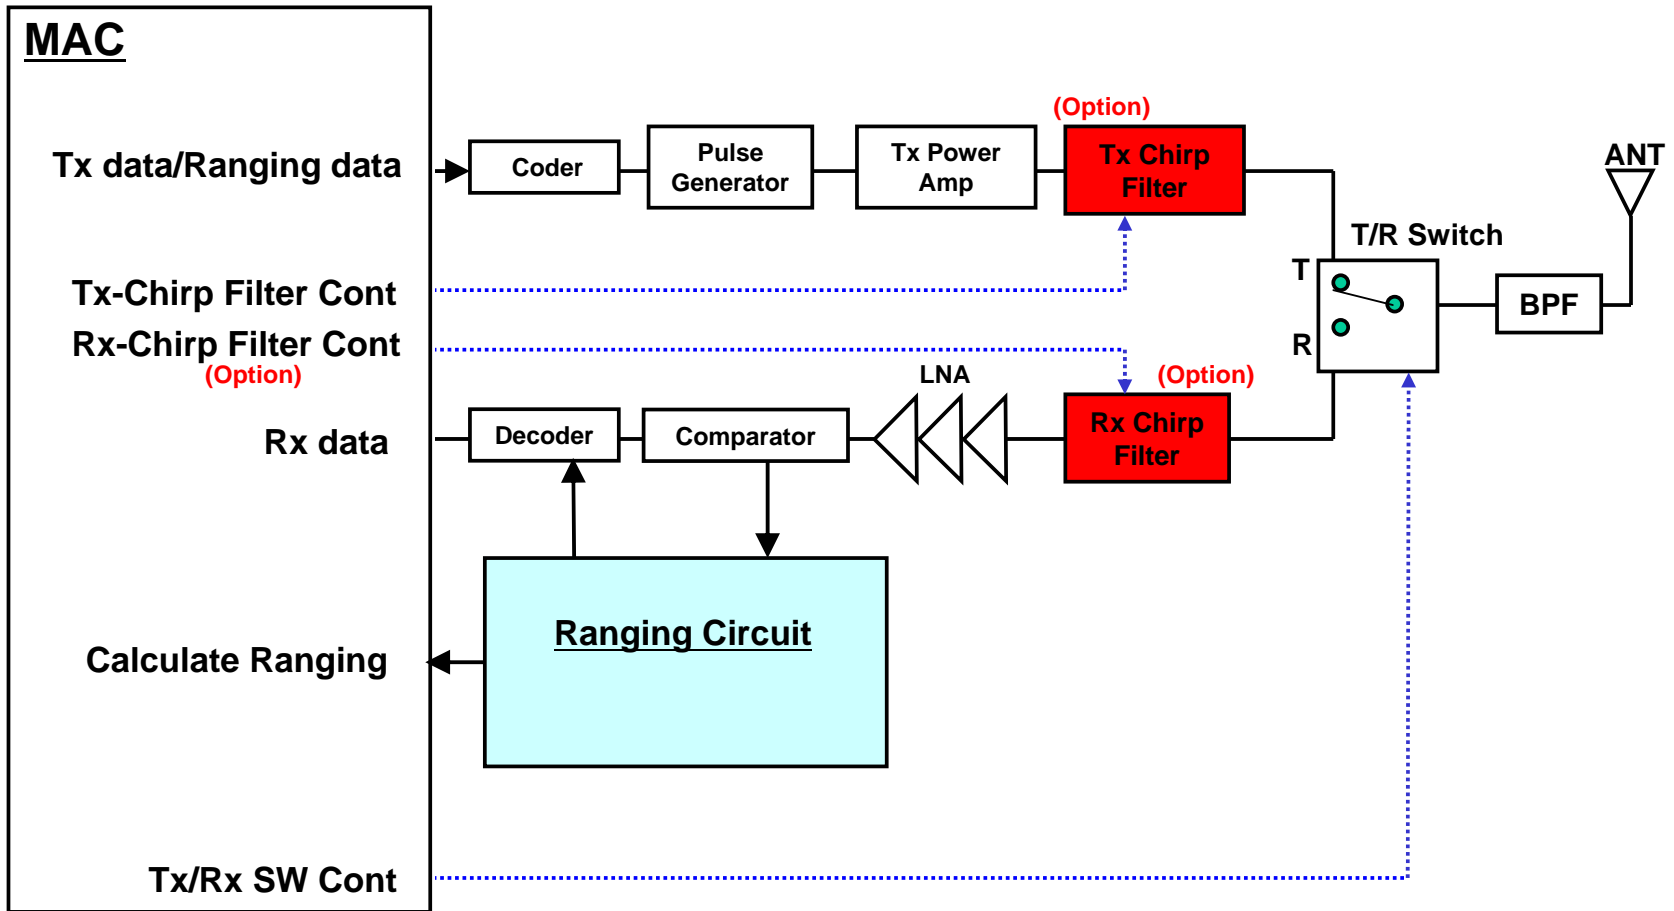 MAC
(Option)
Tx data/Ranging data
Coder
Pulse
Generator
Tx Power
Amp
Tx Chirp
Filter
ANT
T/R Switch
T
R
BPF
Tx-Chirp Filter Cont
Rx-Chirp Filter Cont
(Option)
LNA
(Option)
Rx data
Decoder
Comparator
Rx Chirp
Filter
Ranging Circuit
Calculate Ranging
Tx/Rx SW Cont